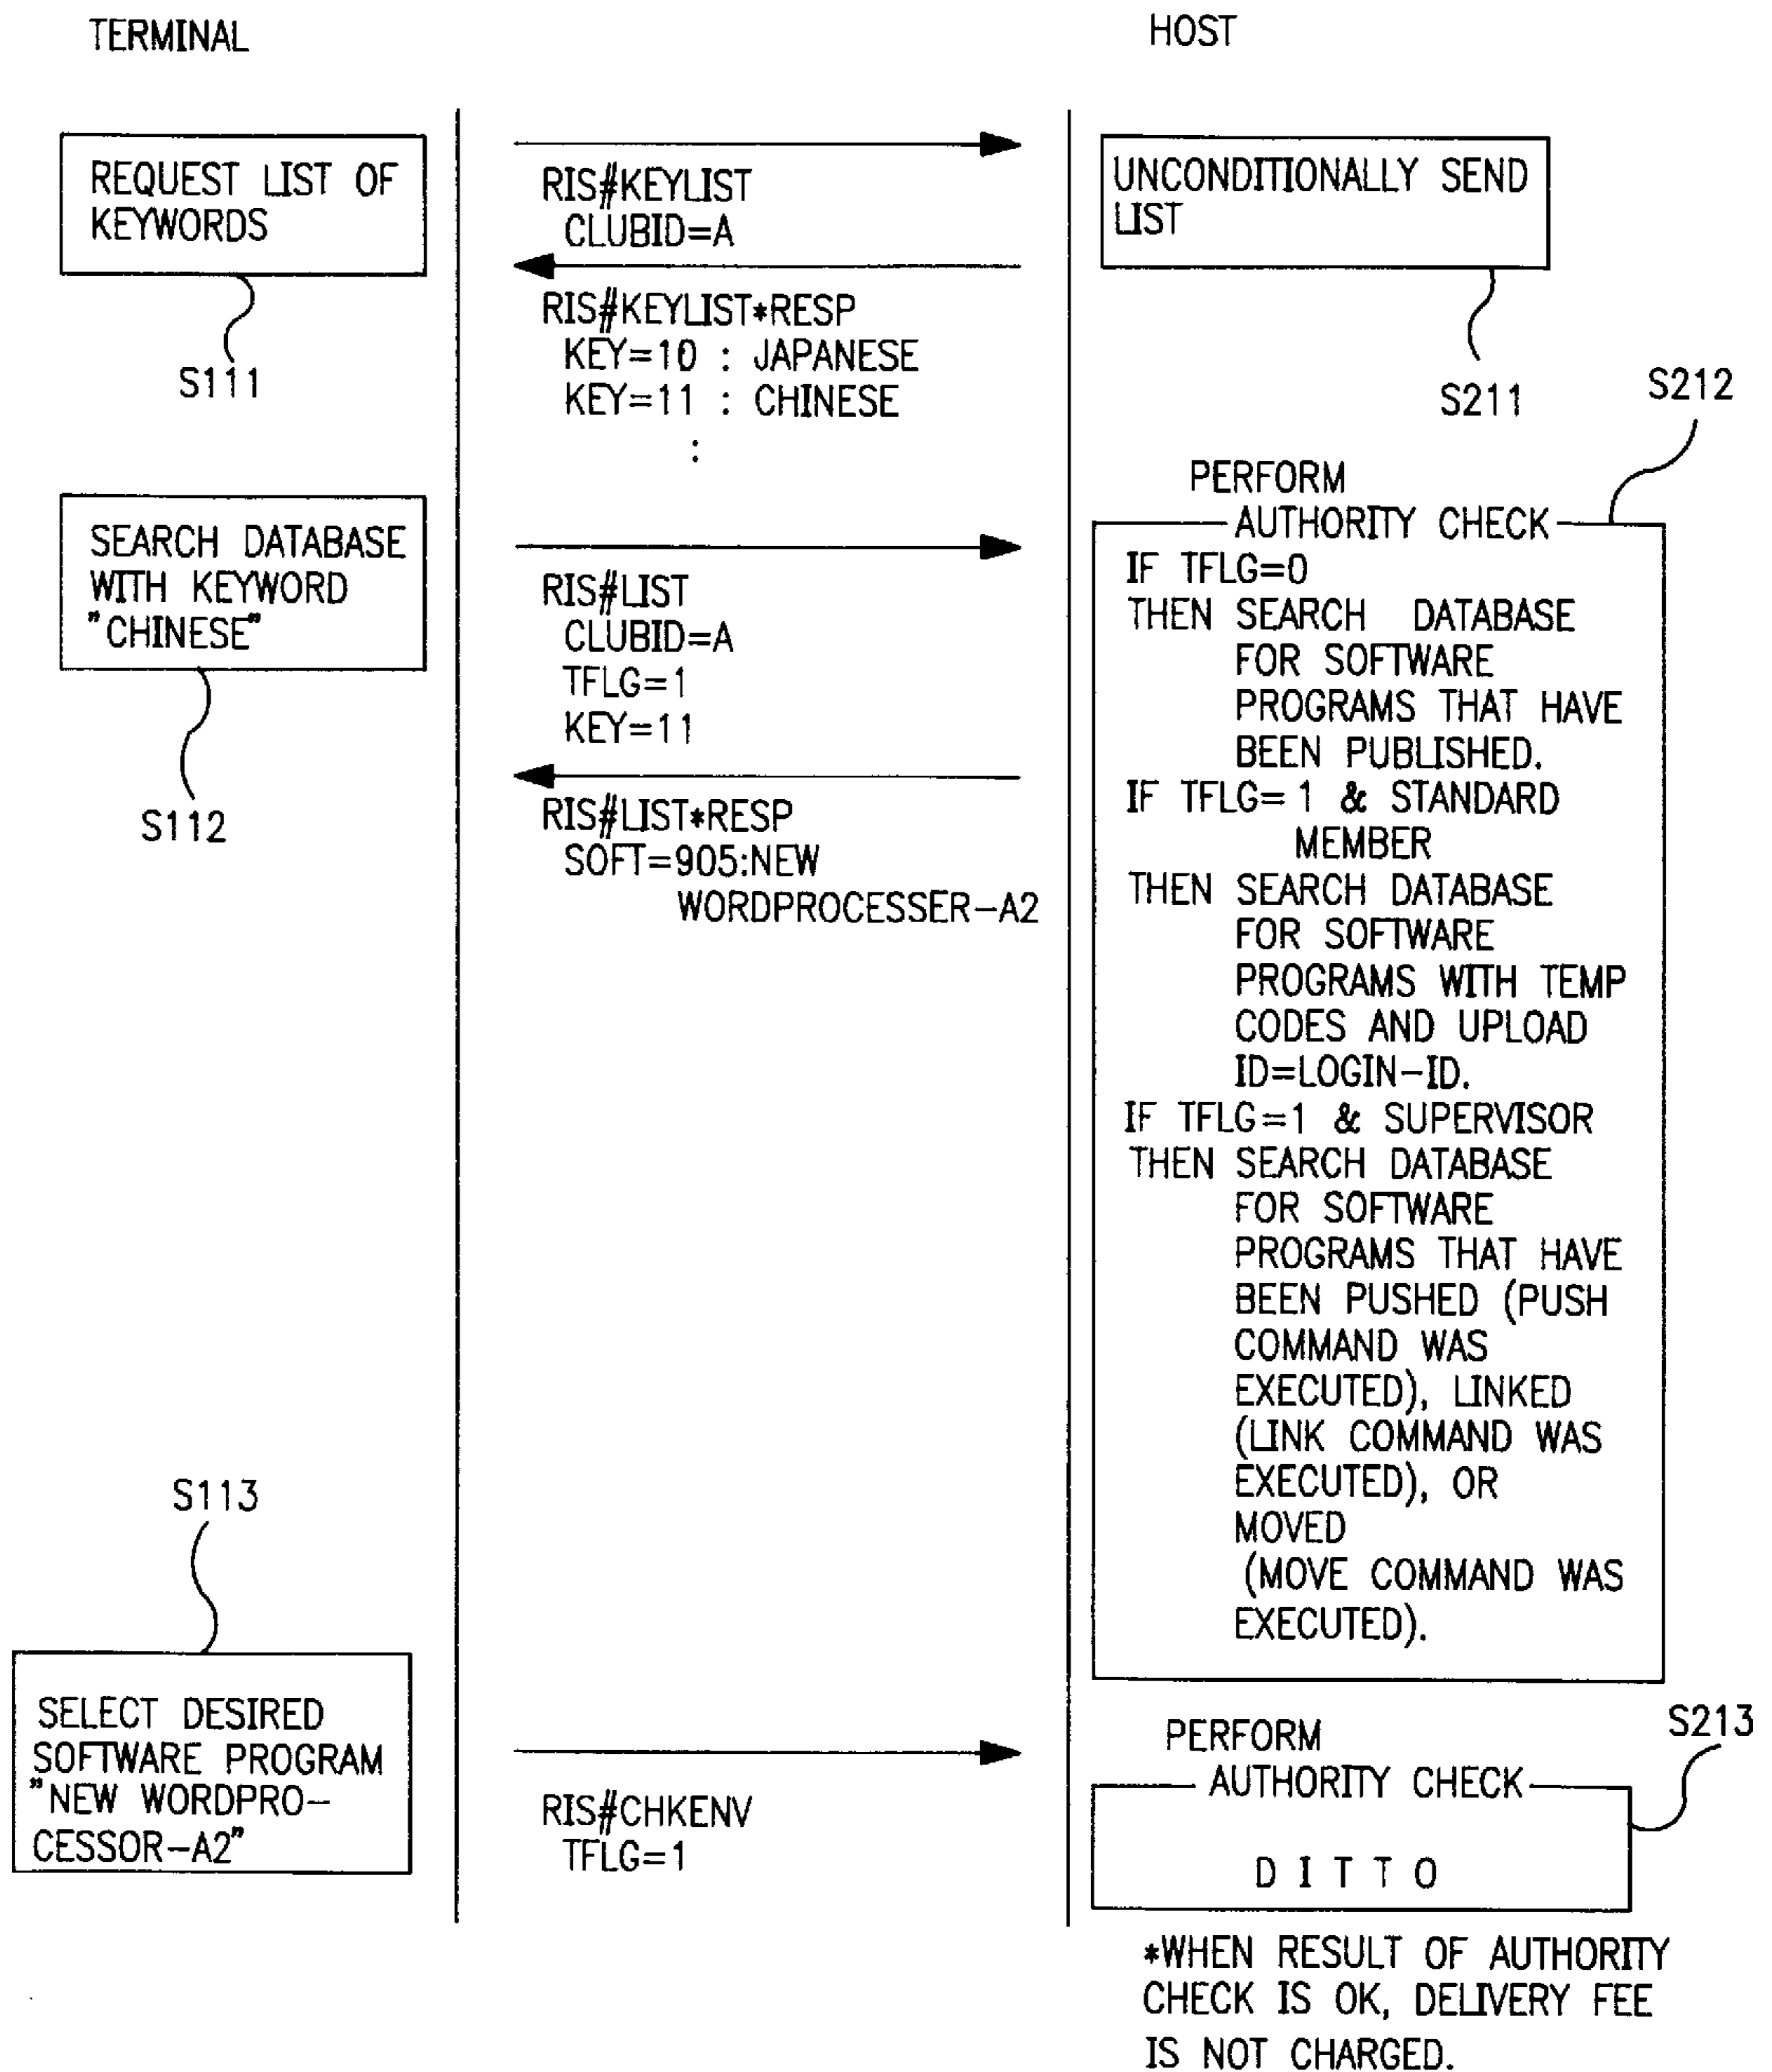 TERMINAL
HOST
REQUEST LIST OF
KEYWORDS
S111
RIS#KEYLIST
CLUBID=A
RIS#KEYLIST*RESP
KEY=10 : JAPANESE
KEY=11 : CHINESE
:
UNCONDITIONALLY SEND
LIST
S211
S212
SEARCH DATABASE
WITH KEYWORD
"CHINESE"
S112
RIS#LIST
CLUBID=A
TFLG=1
KEY=11
RIS#LIST*RESP
SOFT=905:NEW
WORDPROCESSER-A2
PERFORM
AUTHORITY CHECK
IF TFLG=0
THEN SEARCH DATABASE
FOR SOFTWARE
PROGRAMS THAT HAVE
BEEN PUBLISHED.
IF TFLG=1 & STANDARD
MEMBER
THEN SEARCH DATABASE
FOR SOFTWARE
PROGRAMS WITH TEMP
CODES AND UPLOAD
ID=LOGIN-ID.
IF TFLG=1 & SUPERVISOR
THEN SEARCH DATABASE
FOR SOFTWARE
PROGRAMS THAT HAVE
BEEN PUSHED (PUSH
COMMAND WAS
EXECUTED), LINKED
(LINK COMMAND WAS
EXECUTED), OR
MOVED
(MOVE COMMAND WAS
EXECUTED).
S113
SELECT DESIRED
SOFTWARE PROGRAM
"NEW WORDPRO-
CESSOR-A2"
RIS#CHKENV
TFLG=1
PERFORM
AUTHORITY CHECK
S213
DITTO
*WHEN RESULT OF AUTHORITY
CHECK IS OK, DELIVERY FEE
IS NOT CHARGED.